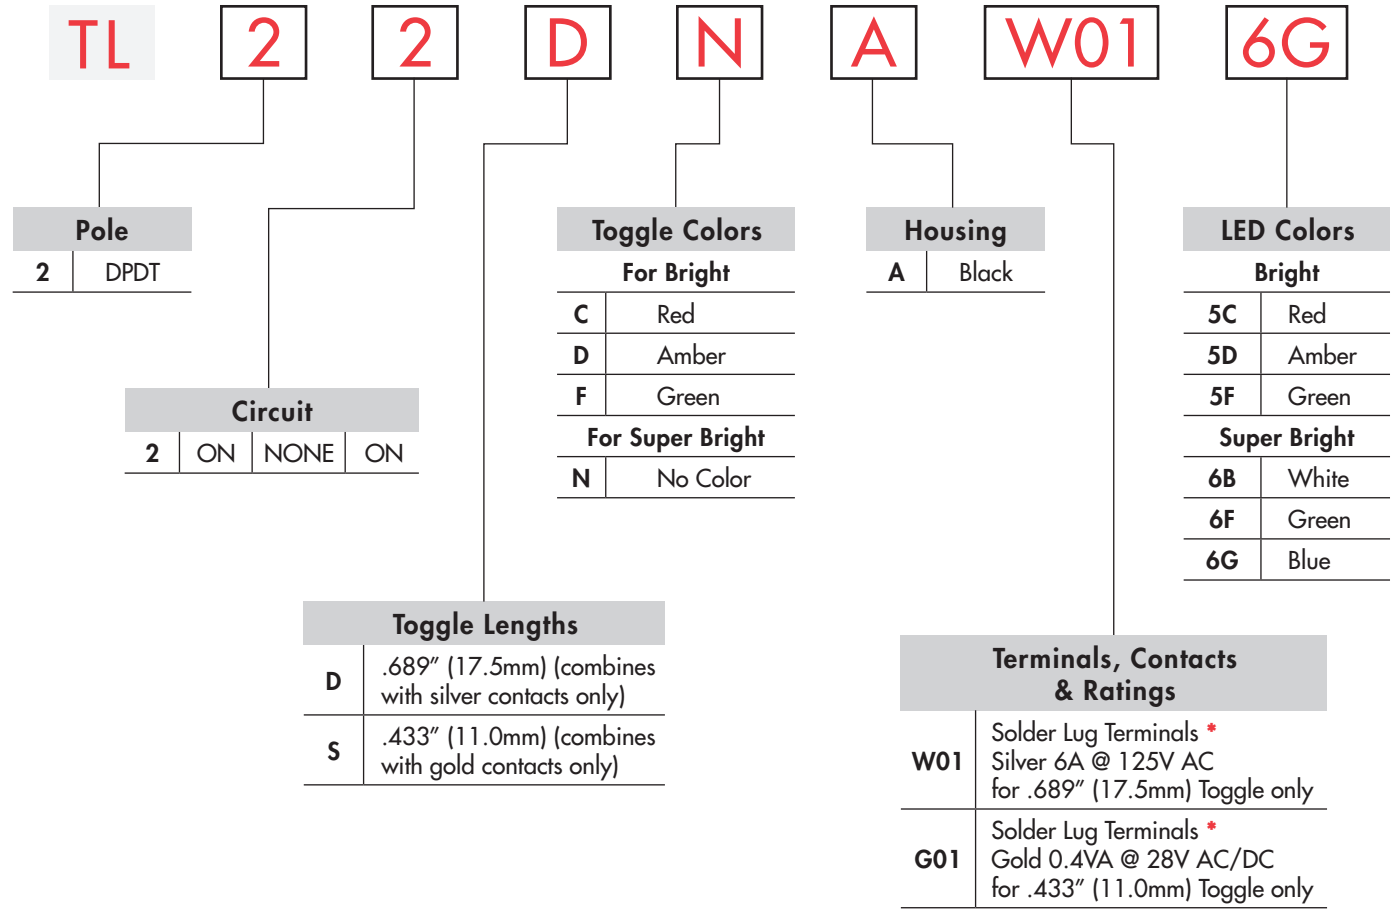 TL 2 2 D N A W01 6G
Pole
2 DPDT
Circuit
2 ON NONE ON
Toggle Lengths
D .689” (17.5mm) (combines
with silver contacts only)
S .433” (11.0mm) (combines
with gold contacts only)
Toggle Colors
For Bright
C Red
D Amber
F Green
For Super Bright
N No Color
Housing
A Black
Terminals, Contacts
& Ratings
W01 Solder Lug Terminals *
Silver 6A @ 125V AC
for .689” (17.5mm) Toggle only
G01 Solder Lug Terminals *
Gold 0.4VA @ 28V AC/DC
for .433” (11.0mm) Toggle only
LED Colors
Bright
5C Red
5D Amber
5F Green
Super Bright
6B White
6F Green
6G Blue